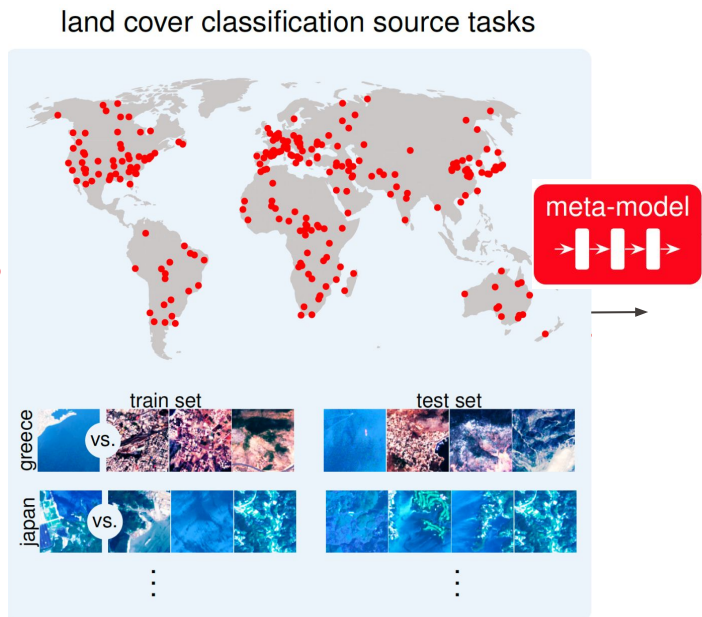 land cover classification source tasks
meta-model
train set
test set
greece
vs.
japan
vs.